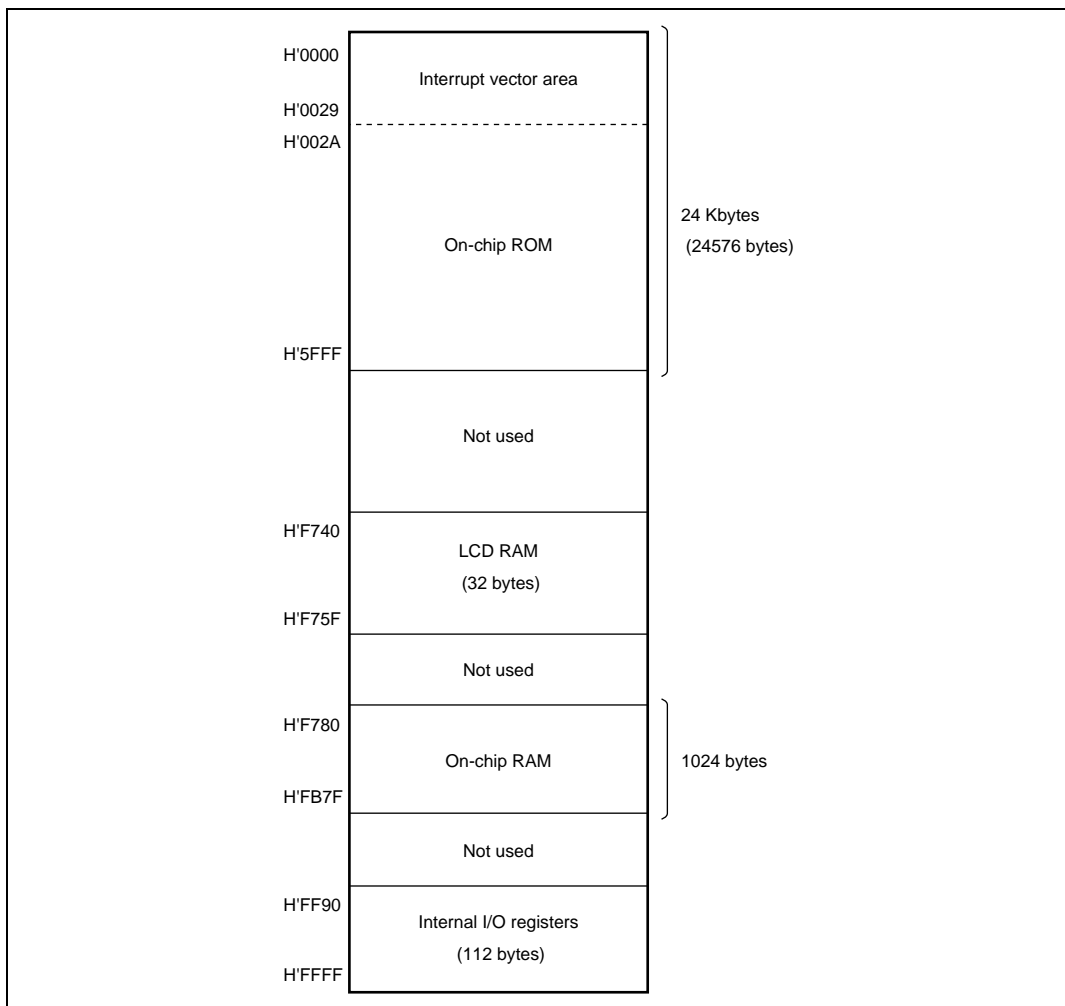 H'0000
Interrupt vector area
H'0029
H'002A
On-chip ROM
24 Kbytes
(24576 bytes)
H'5FFF
Not used
H'F740
LCD RAM
(32 bytes)
H'F75F
Not used
H'F780
On-chip RAM
1024 bytes
H'FB7F
Not used
H'FF90
Internal I/O registers
(112 bytes)
H'FFFF